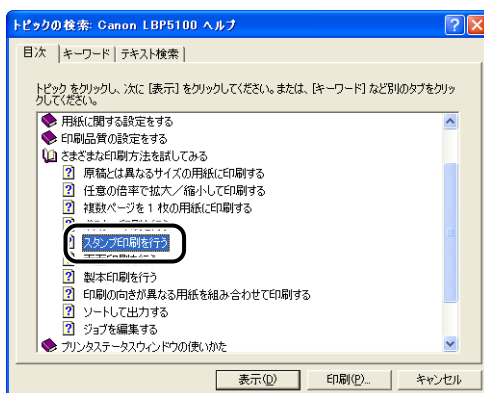 トピックの検索: Canon LBP5100 ヘルプ
目次 キーワード テキスト検索
トピック をクリックし、次に [表示] をクリックしてください。または、[キーワード] など別のタブをクリックしてください。
用紙に関する設定をする
印刷品質の設定をする
さまざまな印刷方法を試してみる
原稿とは異なるサイズの用紙に印刷する
任意の倍率で拡大／縮小して印刷する
複数ページを 1 枚の用紙に印刷する
スタンプ印刷を行う
製本印刷を行う
印刷の向きが異なる用紙を組み合わせて印刷する
ソートして出力する
ジョブを編集する
プリンタステータスウィンドウの使いかた
表示(D) 印刷(P)... キャンセル